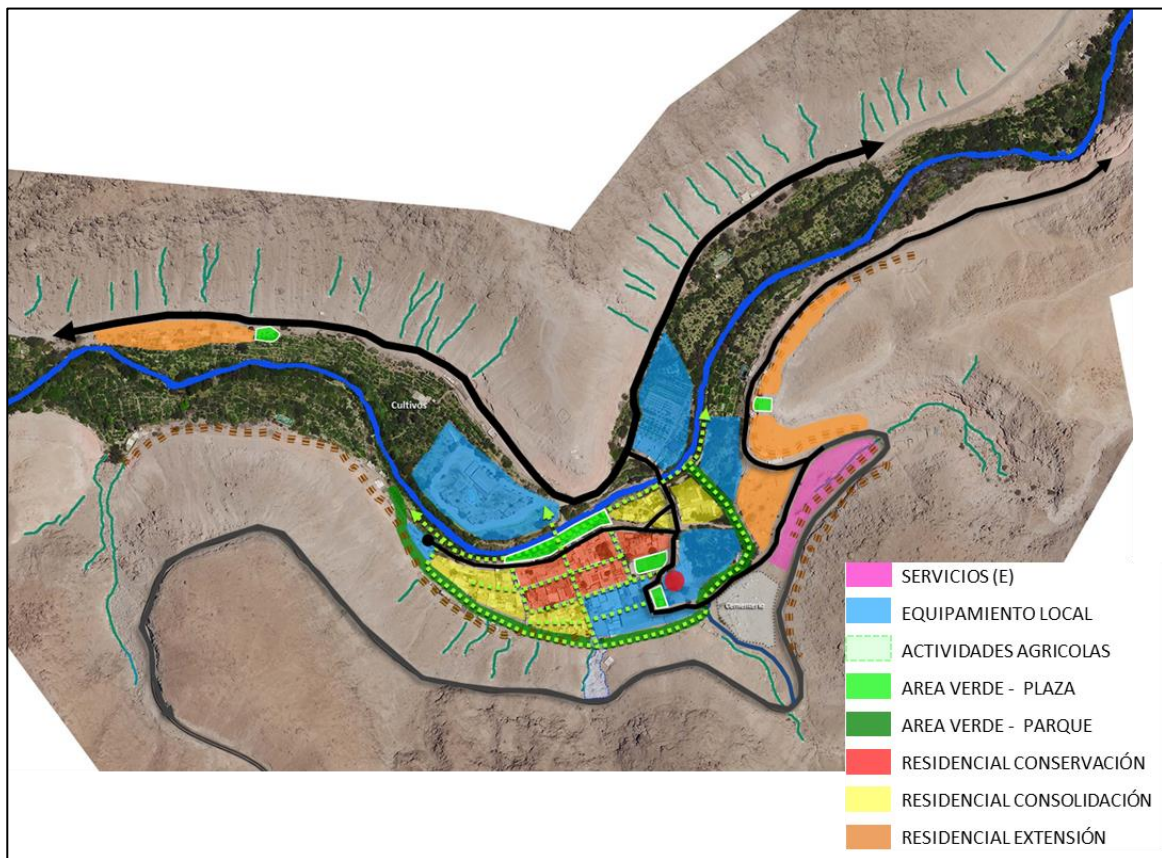 Cultivos
Cementerio
SERVICIOS (E)
EQUIPAMIENTO LOCAL
ACTIVIDADES AGRICOLAS
AREA VERDE - PLAZA
AREA VERDE - PARQUE
RESIDENCIAL CONSERVACIÓN
RESIDENCIAL CONSOLIDACIÓN
RESIDENCIAL EXTENSIÓN